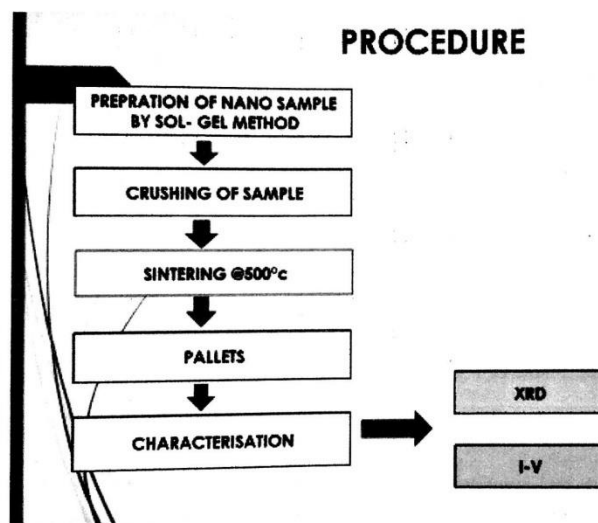 PROCEDURE
PREPRATION OF NANO SAMPLE
BY SOL- GEL METHOD
CRUSHING OF SAMPLE
SINTERING @500°c
PALLETS
CHARACTERISATION
XRD
I-V